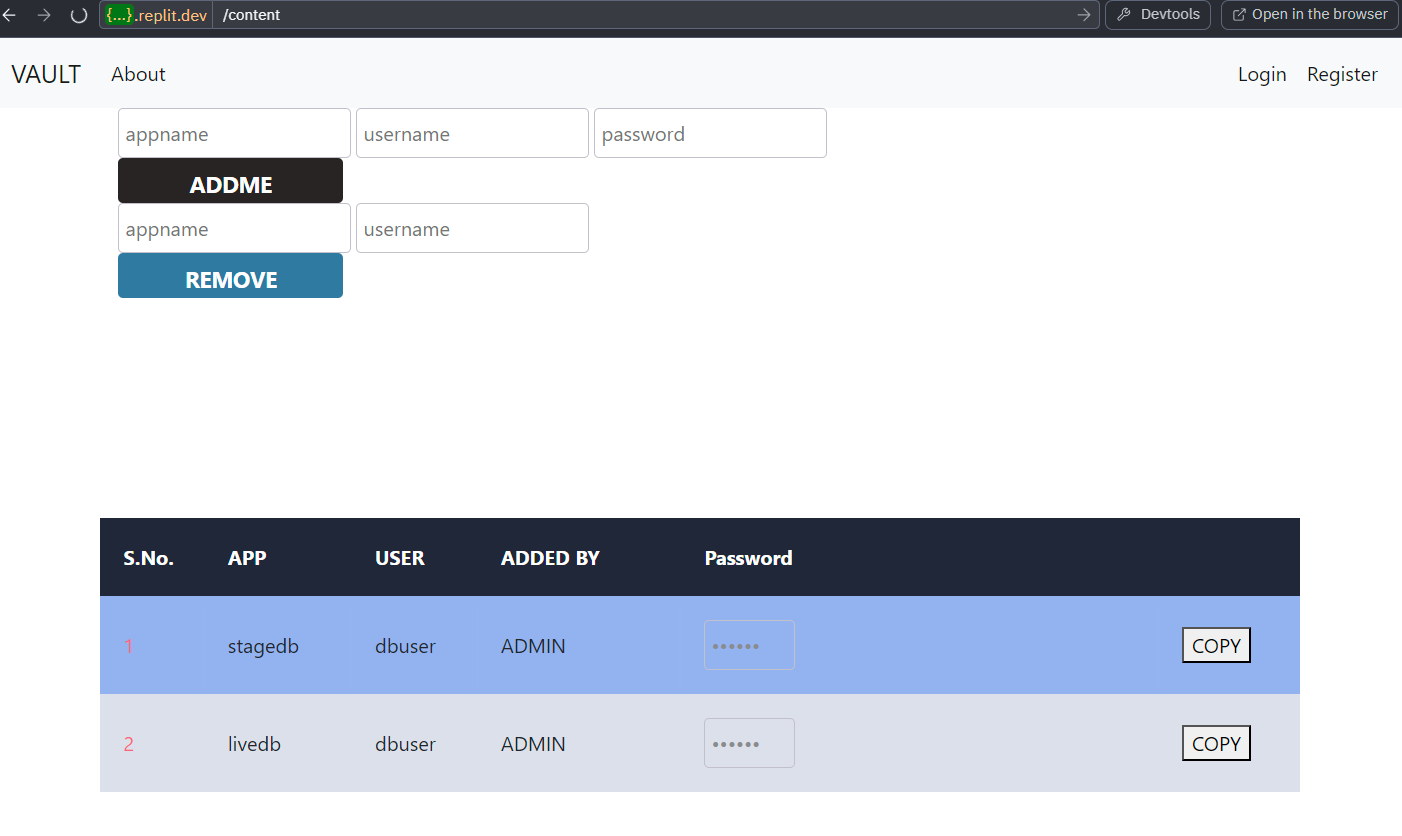 {...}.replit.dev /content Devtools Open in the browser
VAULT About Login Register
appname username password
ADDME
appname username
REMOVE
S.No. APP USER ADDED BY Password
1 stagedb dbuser ADMIN •••••• COPY
2 livedb dbuser ADMIN •••••• COPY